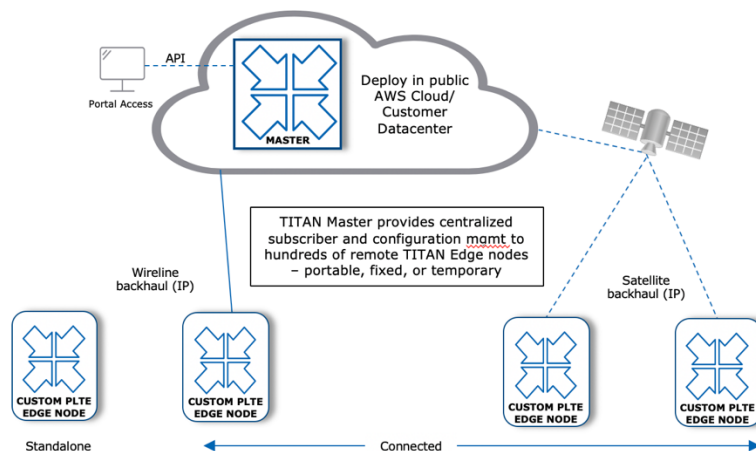 API
Portal Access
MASTER
Deploy in public
AWS Cloud/
Customer
Datacenter
TITAN Master provides centralized
subscriber and configuration mgmt to
hundreds of remote TITAN Edge nodes
– portable, fixed, or temporary
Wireline
backhaul (IP)
Satellite
backhaul (IP)
CUSTOM PLTE
EDGE NODE
CUSTOM PLTE
EDGE NODE
CUSTOM PLTE
EDGE NODE
CUSTOM PLTE
EDGE NODE
Standalone
Connected